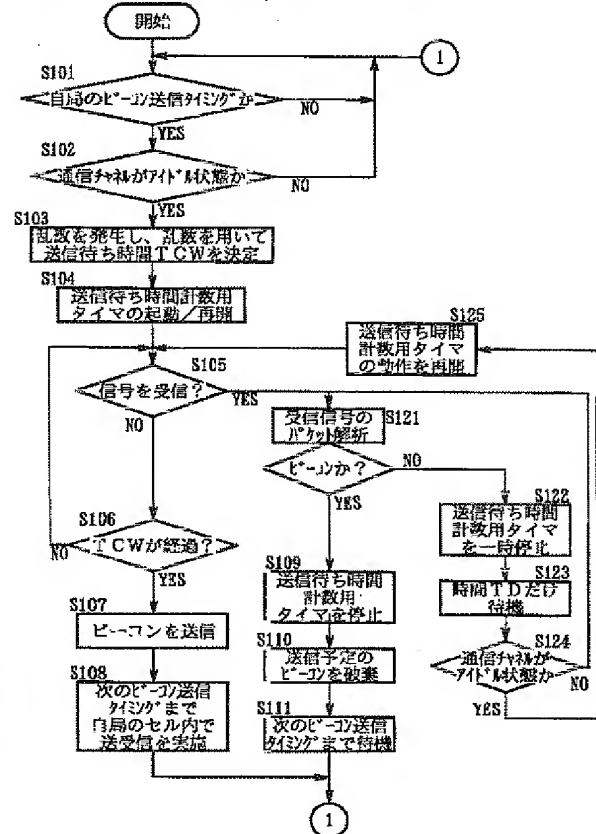 開始
1
S101
自局のﾋﾞｰｺﾝ送信ﾀｲﾐﾝｸﾞか
NO
YES
S102
通信ﾁｬﾈﾙがｱｲﾄﾞﾙ状態か
NO
YES
S103
乱数を発生し、乱数を用いて
送信待ち時間TCWを決定
S104
送信待ち時間計数用
タイマの起動／再開
S125
送信待ち時間
計数用タイマ
の動作を再開
S105
信号を受信?
YES
NO
S121
受信信号の
ﾊﾟｹｯﾄ解析
ﾋﾞｰｺﾝか?
NO
YES
S122
送信待ち時間
計数用タイマ
を一時停止
S106
TCWが経過?
NO
YES
S109
送信待ち時間
計数用
タイマを停止
S123
時間TDだけ
待機
S107
ビーコンを送信
S110
送信予定の
ﾋﾞｰｺﾝを破棄
S124
通信ﾁｬﾈﾙが
ｱｲﾄﾞﾙ状態か
NO
YES
S108
次のﾋﾞｰｺﾝ送信
ﾀｲﾐﾝｸﾞまで
自局のセル内で
送受信を実施
S111
次のﾋﾞｰｺﾝ送信
ﾀｲﾐﾝｸﾞまで待機
1